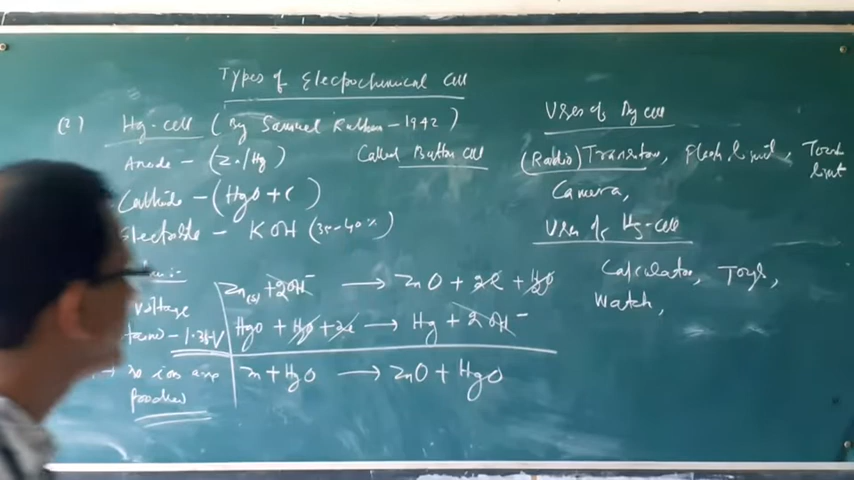 Types of Electrochemical Cell
(2) Hg-cell (By Samuel Ruben - 1942)
Anode - (Zn/Hg) Called Button Cell
Cathode - (HgO + C)
Electrolyte - KOH (35-40%)
Zn(s) + 2OH⁻ → ZnO + 2e + H₂O
voltage
- 1.35V
HgO + H₂O + 2e → Hg + 2OH⁻
→ no ions are
produced
Zn + HgO → ZnO + HgO
Uses of Dry cell
(Radio) Transistor, Flash limit, Torch
limit
Camera,
Uses of Hg-cell
Calculator, Toys,
Watch,